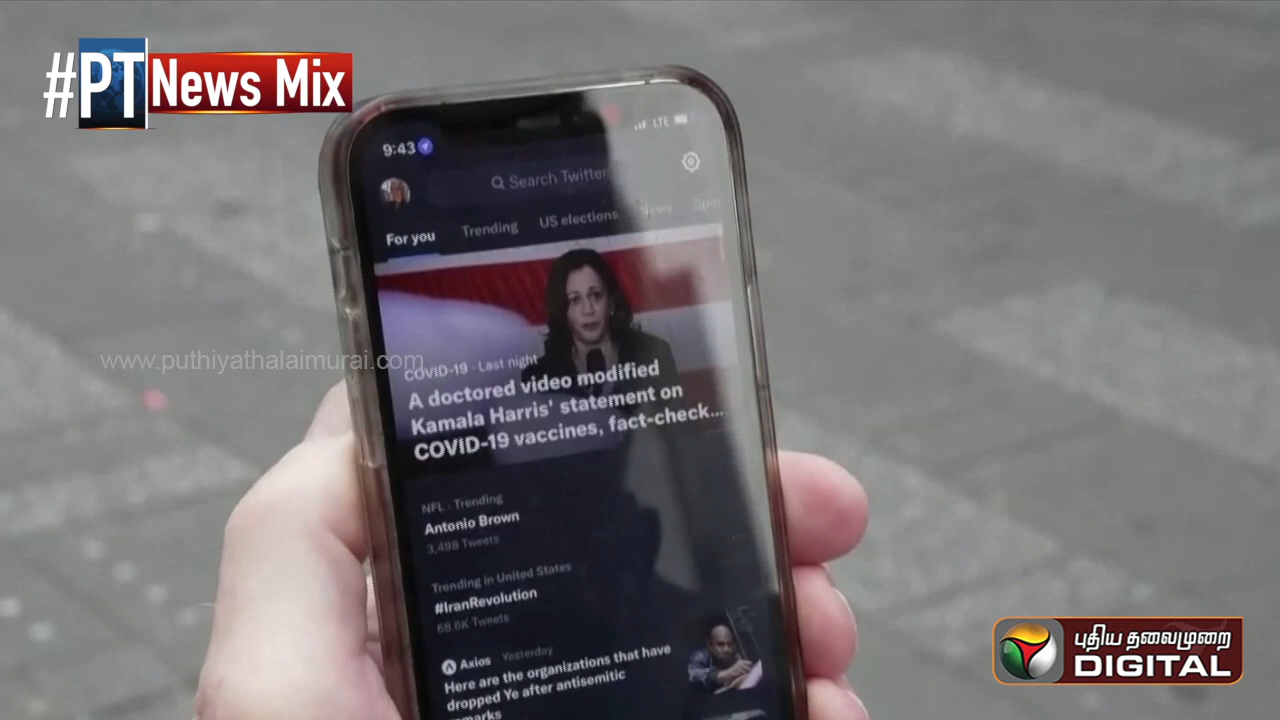 #PT News Mix
9:43
LTE
Search Twitter
For you Trending US elections News
www.puthiyathalaimurai.com
COVID-19 · Last night
A doctored video modified
Kamala Harris' statement on
COVID-19 vaccines, fact-check...
NFL · Trending
Antonio Brown
3,498 Tweets
Trending in United States
#IranRevolution
68.6K Tweets
Axios · Yesterday
Here are the organizations that have
dropped Ye after antisemitic
புதிய தலைமுறை
DIGITAL